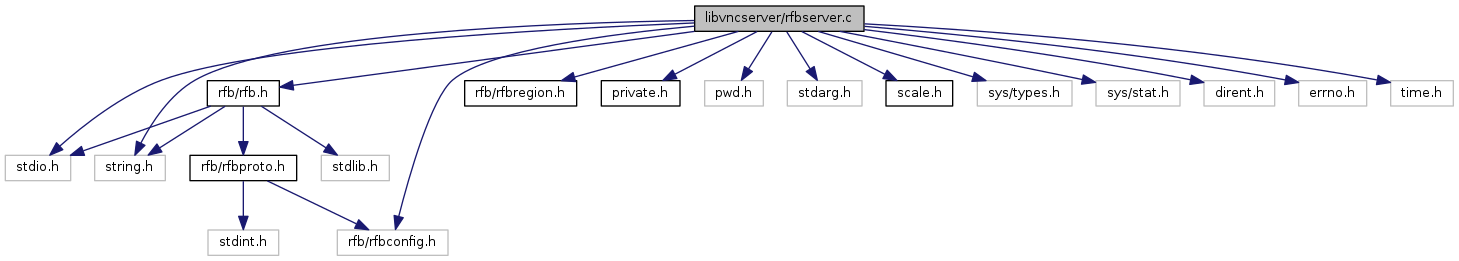 libvncserver/rfbserver.c
rfb/rfb.h
rfb/rfbregion.h
private.h
pwd.h
stdarg.h
scale.h
sys/types.h
sys/stat.h
dirent.h
errno.h
time.h
stdio.h
string.h
rfb/rfbproto.h
stdlib.h
stdint.h
rfb/rfbconfig.h